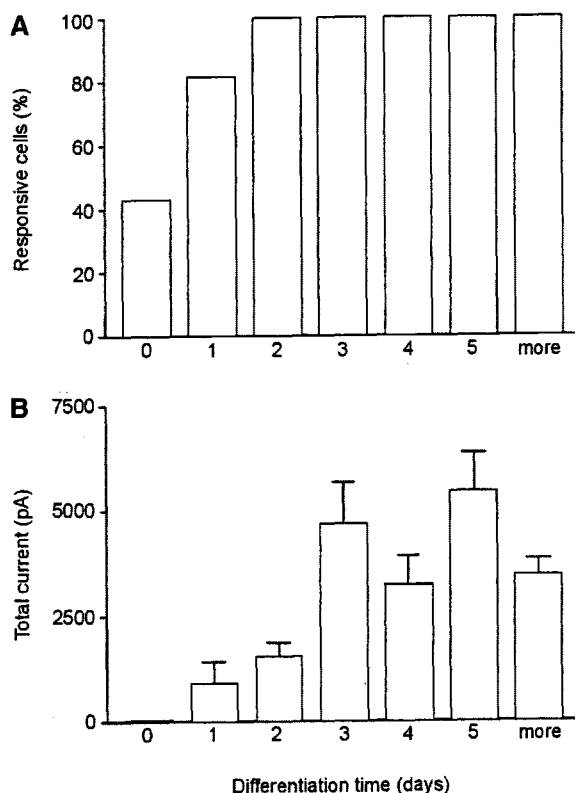 A
Responsive cells (%)
100
80
60
40
20
0
0 1 2 3 4 5 more
B
Total current (pA)
7500
5000
2500
0
0 1 2 3 4 5 more
Differentiation time (days)